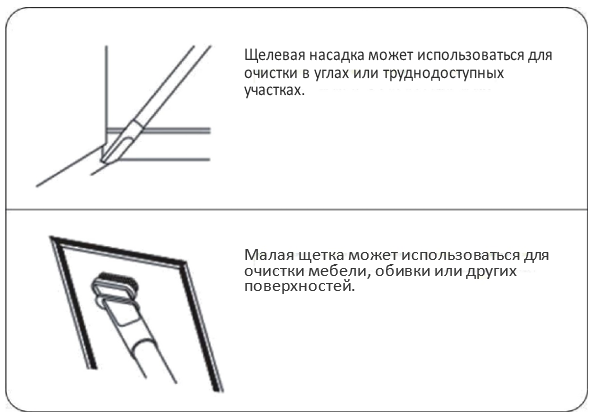 Щелевая насадка может использоваться для
очистки в углах или труднодоступных
участках.
Малая щетка может использоваться для
очистки мебели, обивки или других
поверхностей.